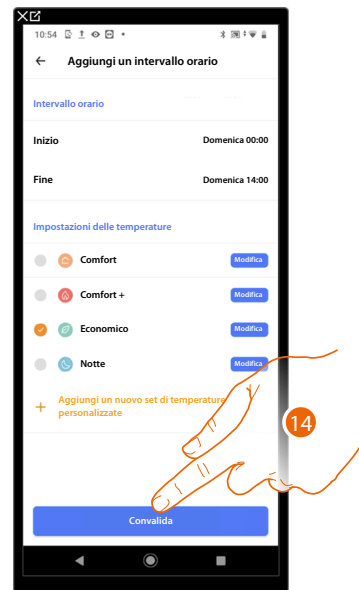 10:54
Aggiungi un intervallo orario
Intervallo orario
Inizio Domenica 00:00
Fine Domenica 14:00
Impostazioni delle temperature
Comfort Modifica
Comfort + Modifica
Economico Modifica
Notte Modifica
+ Aggiungi un nuovo set di temperature
personalizzate
14
Convalida